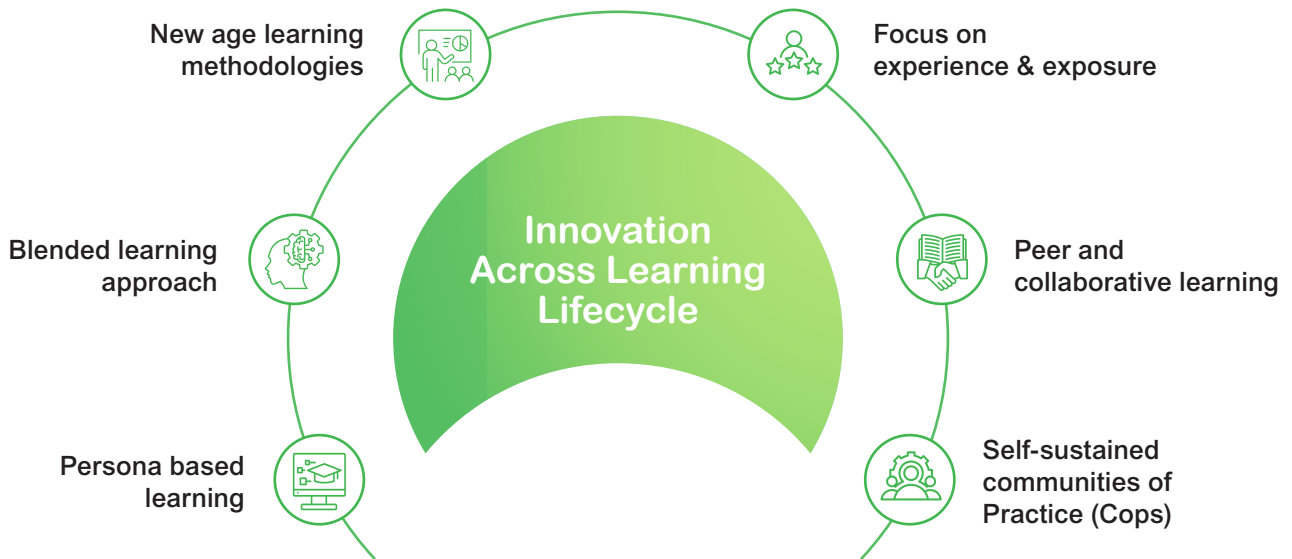 New age learning
methodologies
Focus on
experience & exposure
Innovation
Across Learning
Lifecycle
Blended learning
approach
Peer and
collaborative learning
Persona based
learning
Self-sustained
communities of
Practice (Cops)